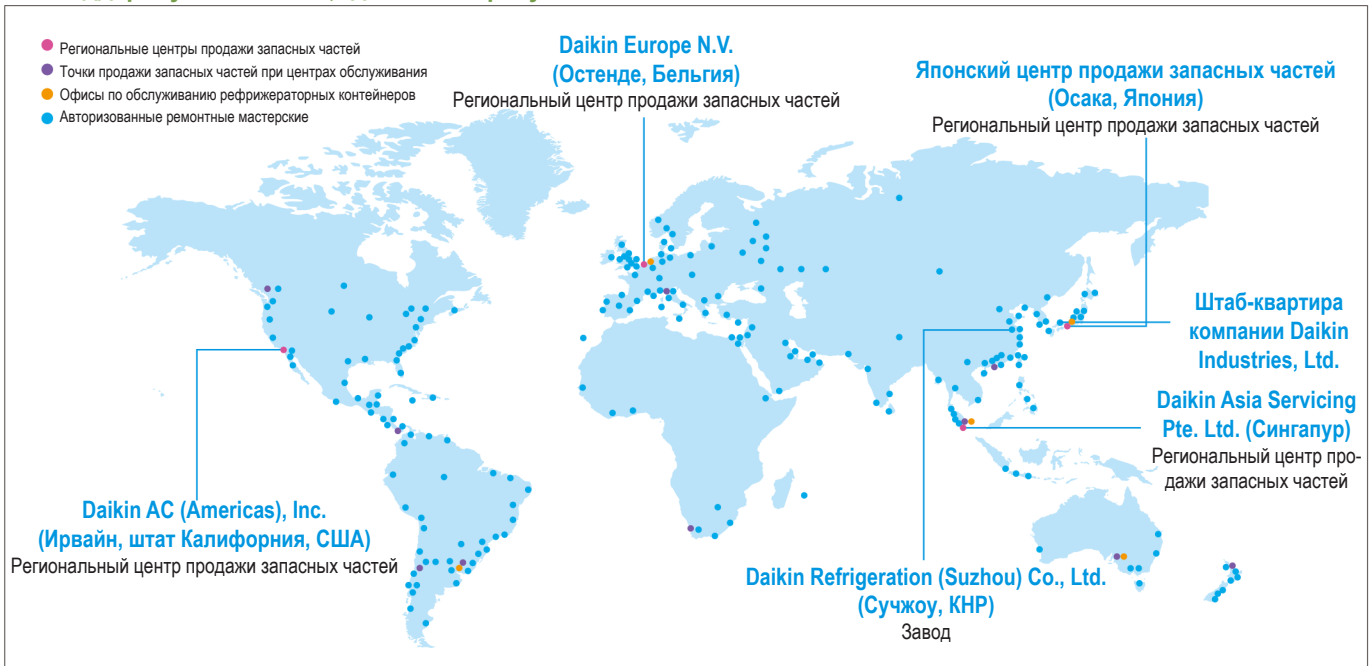 Региональные центры продажи запасных частей
Точки продажи запасных частей при центрах обслуживания
Офисы по обслуживанию рефрижераторных контейнеров
Авторизованные ремонтные мастерские
Daikin Europe N.V.
(Остенде, Бельгия)
Региональный центр продажи запасных частей
Японский центр продажи запасных частей
(Осака, Япония)
Региональный центр продажи запасных частей
Штаб-квартира
компании Daikin
Industries, Ltd.
Daikin Asia Servicing
Pte. Ltd. (Сингапур)
Региональный центр про-
дажи запасных частей
Daikin AC (Americas), Inc.
(Ирвайн, штат Калифорния, США)
Региональный центр продажи запасных частей
Daikin Refrigeration (Suzhou) Co., Ltd.
(Сучжоу, КНР)
Завод